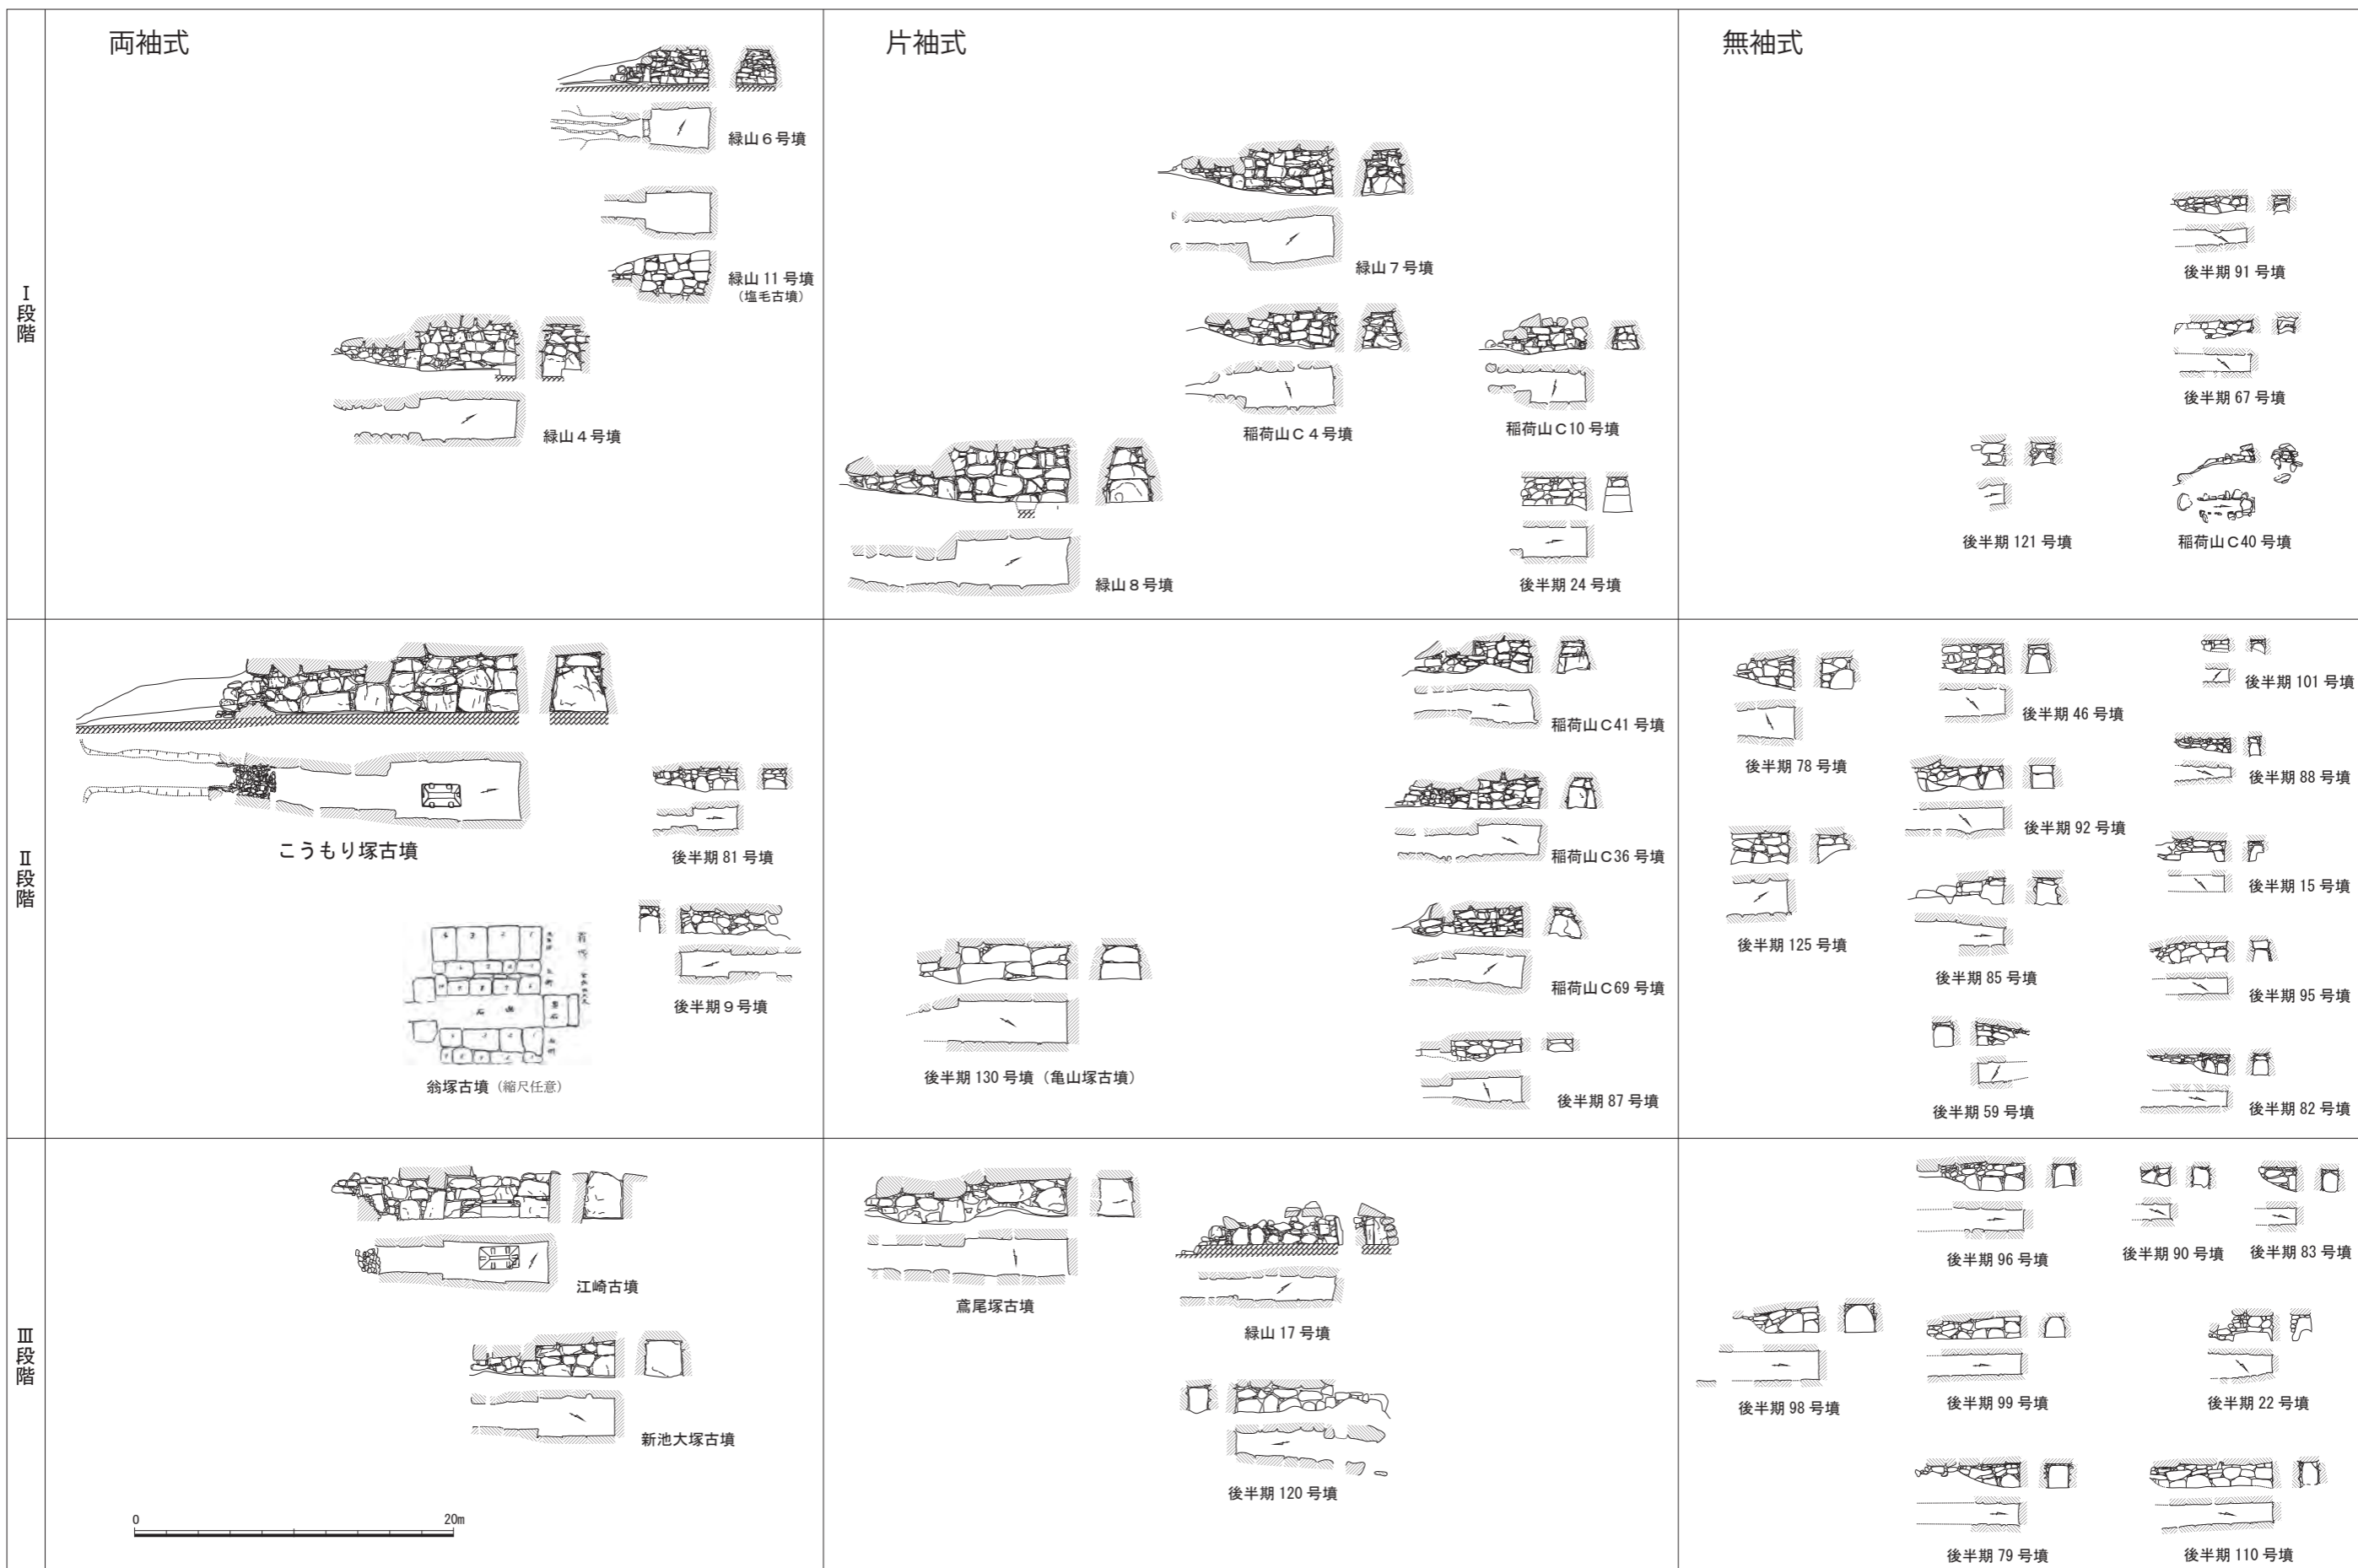 両袖式
片袖式
無袖式
Ⅰ段階
緑山６号墳
緑山 11 号墳
（塩毛古墳）
緑山４号墳
緑山７号墳
稲荷山Ｃ４号墳
稲荷山Ｃ10 号墳
緑山８号墳
後半期 24 号墳
後半期 91 号墳
後半期 67 号墳
後半期 121 号墳
稲荷山Ｃ40 号墳
Ⅱ段階
こうもり塚古墳
後半期 81 号墳
後半期９号墳
翁塚古墳（縮尺任意）
稲荷山Ｃ41 号墳
稲荷山Ｃ36 号墳
稲荷山Ｃ69 号墳
後半期 130 号墳（亀山塚古墳）
後半期 87 号墳
後半期 101 号墳
後半期 46 号墳
後半期 78 号墳
後半期 88 号墳
後半期 92 号墳
後半期 15 号墳
後半期 125 号墳
後半期 85 号墳
後半期 95 号墳
後半期 59 号墳
後半期 82 号墳
Ⅲ段階
江崎古墳
新池大塚古墳
0 20m
鳶尾塚古墳
緑山 17 号墳
後半期 120 号墳
後半期 96 号墳
後半期 90 号墳
後半期 83 号墳
後半期 98 号墳
後半期 99 号墳
後半期 22 号墳
後半期 79 号墳
後半期 110 号墳